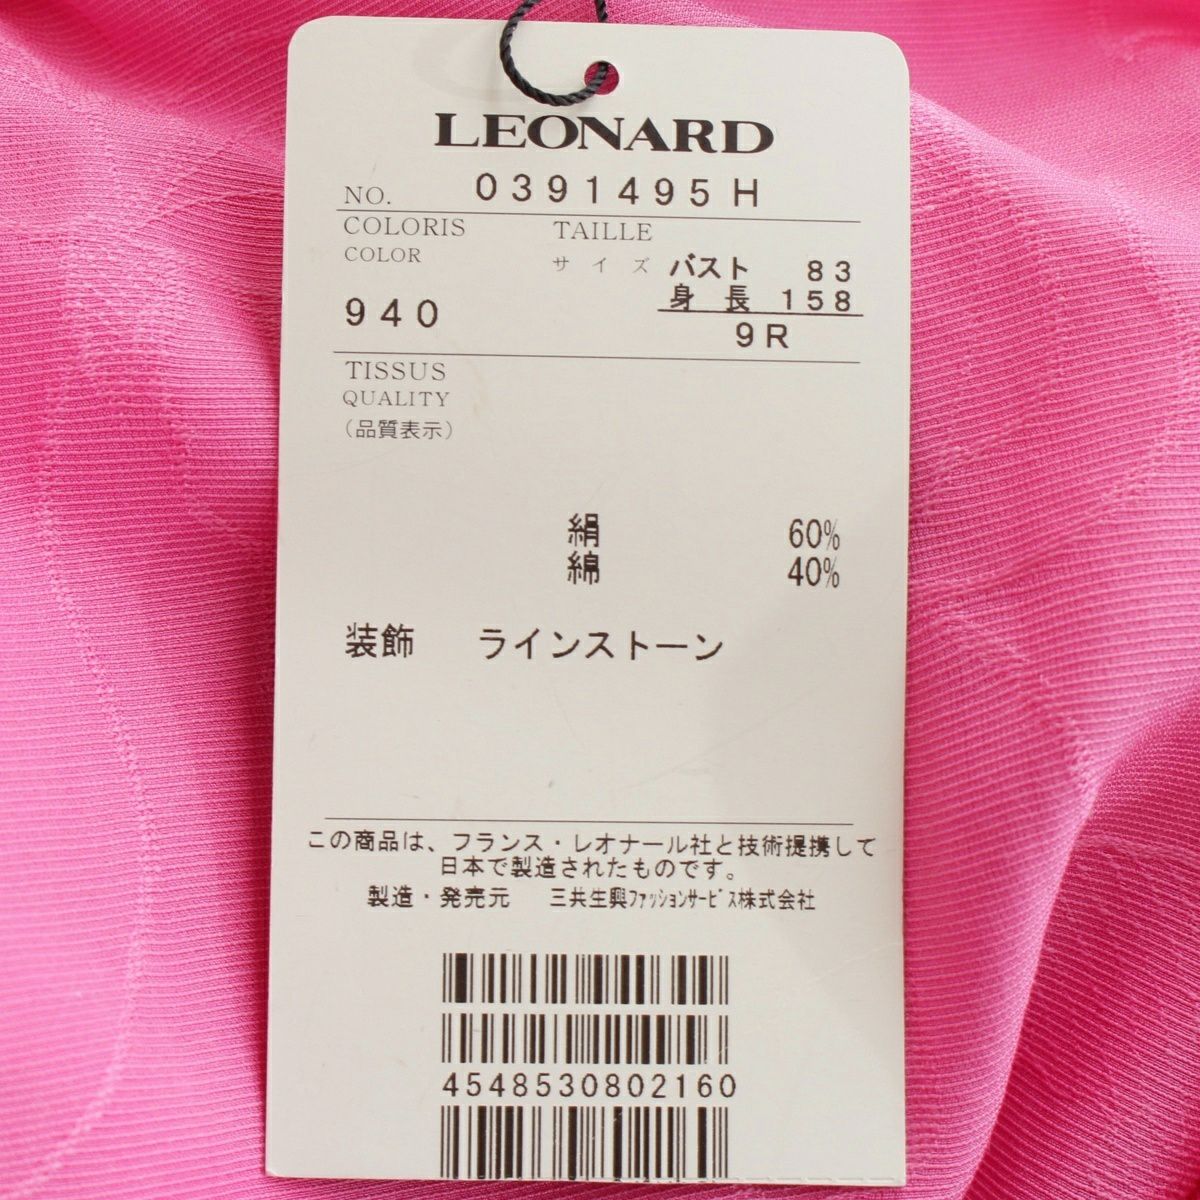 LEONARD
NO. 0391495H
COLORIS TAILLE
COLOR サイズ バスト 83
身長 158
940 9R
TISSUS
QUALITY
(品質表示)
絹 60%
綿 40%
装飾 ラインストーン
この商品は、フランス・レオナール社と技術提携して
日本で製造されたものです。
製造・発売元 三共生興ファッションサービス株式会社
4548530802160